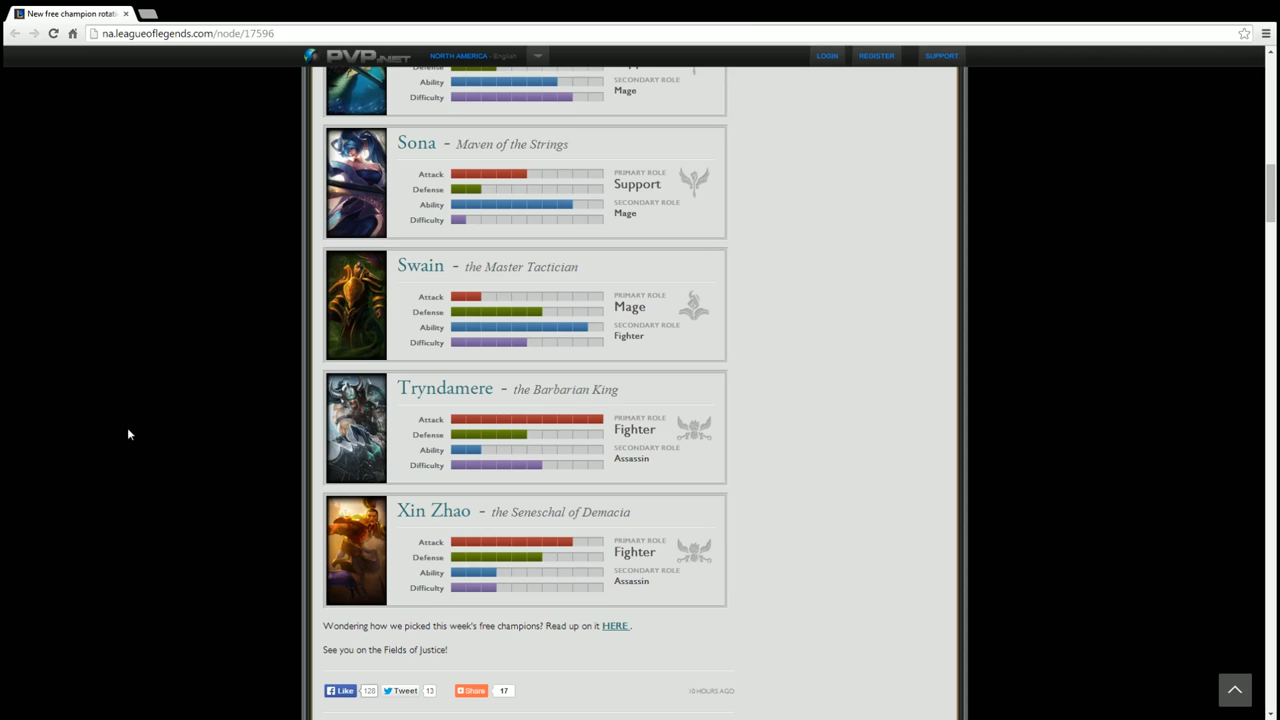 New free champion rotati
na.leagueoflegends.com/node/17596
PVP.NET NORTH AMERICA - English LOGIN REGISTER SUPPORT
Ability
SECONDARY ROLE
Mage
Difficulty
Sona - Maven of the Strings
Attack
Defense
Ability
Difficulty
PRIMARY ROLE
Support
SECONDARY ROLE
Mage
Swain - the Master Tactician
Attack
Defense
Ability
Difficulty
PRIMARY ROLE
Mage
SECONDARY ROLE
Fighter
Tryndamere - the Barbarian King
Attack
Defense
Ability
Difficulty
PRIMARY ROLE
Fighter
SECONDARY ROLE
Assassin
Xin Zhao - the Seneschal of Demacia
Attack
Defense
Ability
Difficulty
PRIMARY ROLE
Fighter
SECONDARY ROLE
Assassin
Wondering how we picked this week's free champions? Read up on it HERE .
See you on the Fields of Justice!
Like 128 Tweet 13 Share 17 10 HOURS AGO